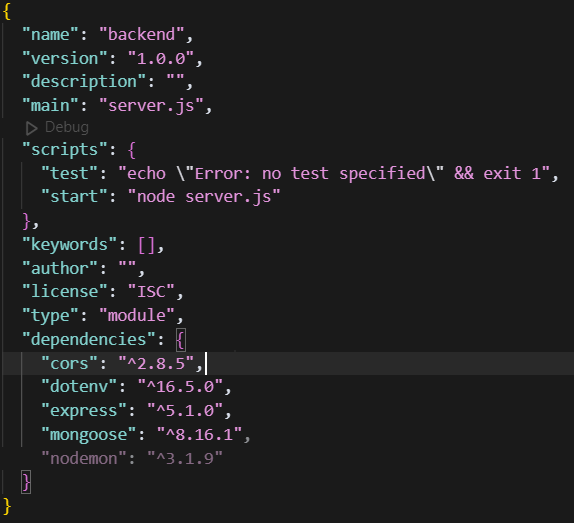 {
"name": "backend",
"version": "1.0.0",
"description": "",
"main": "server.js",
Debug
"scripts": {
"test": "echo \"Error: no test specified\" && exit 1",
"start": "node server.js"
},
"keywords": [],
"author": "",
"license": "ISC",
"type": "module",
"dependencies": {
"cors": "^2.8.5",
"dotenv": "^16.5.0",
"express": "^5.1.0",
"mongoose": "^8.16.1",
"nodemon": "^3.1.9"
}
}